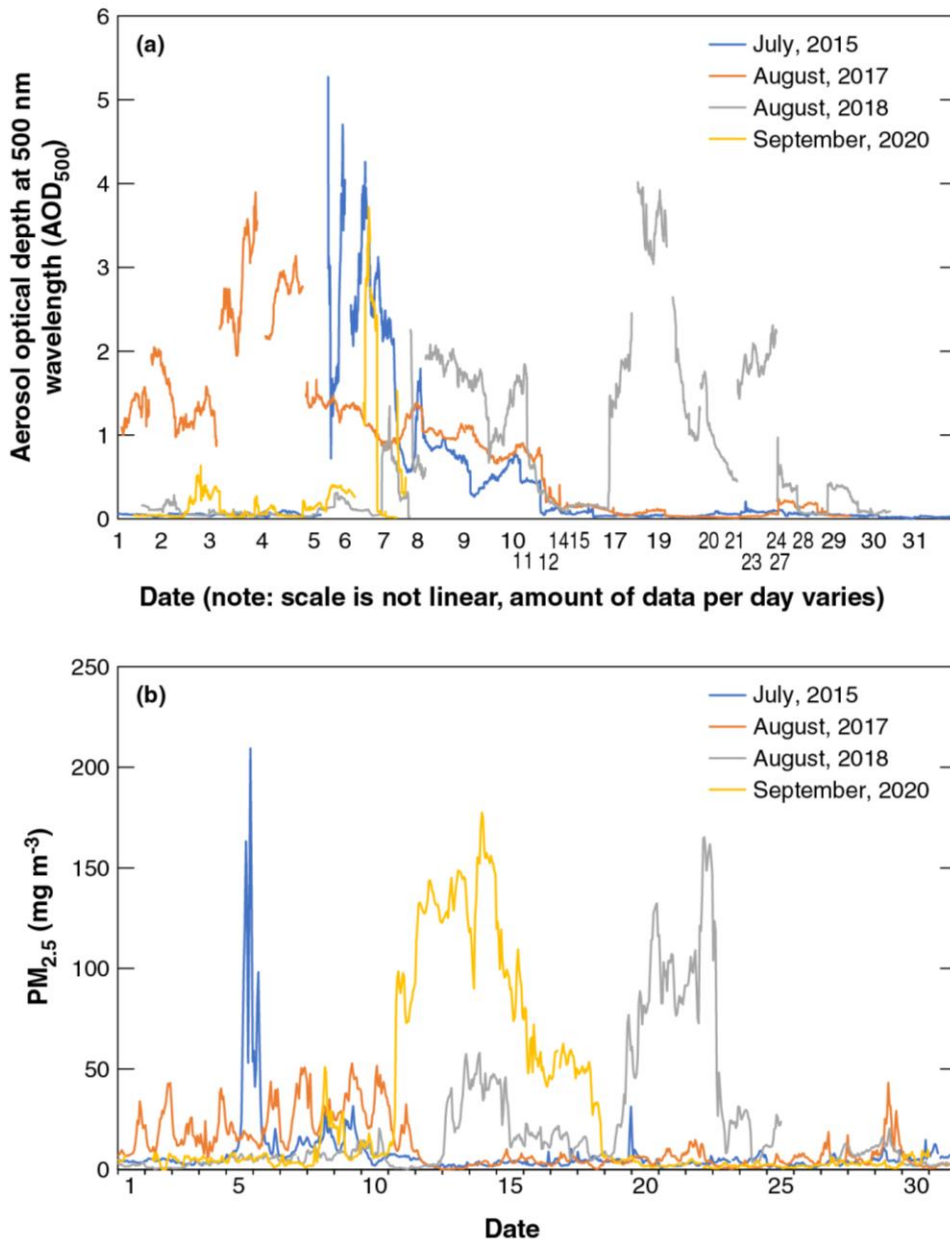 (a)
July, 2015
August, 2017
August, 2018
September, 2020
Aerosol optical depth at 500 nm
wavelength (AOD500)
6
5
4
3
2
1
0
1 2 3 4 5 6 7 8 9 10 1415 17 19 20 21 24 28 29 30 31
11 12 23 27
Date (note: scale is not linear, amount of data per day varies)
(b)
July, 2015
August, 2017
August, 2018
September, 2020
PM2.5 (mg m-3)
250
200
150
100
50
0
1 5 10 15 20 25 30
Date